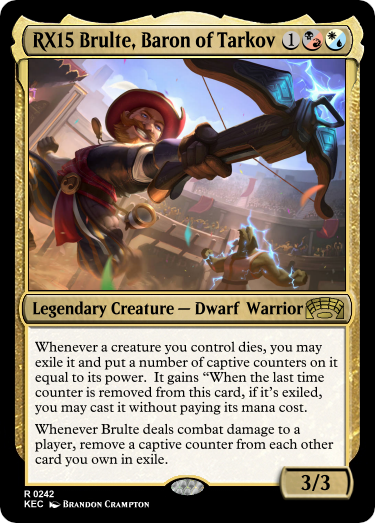 RX15 Brulte, Baron of Tarkov 1
Legendary Creature — Dwarf Warrior
Whenever a creature you control dies, you may
exile it and put a number of captive counters on it
equal to its power. It gains “When the last time
counter is removed from this card, if it's exiled,
you may cast it without paying its mana cost.
Whenever Brulte deals combat damage to a
player, remove a captive counter from each other
card you own in exile.
3/3
R 0242
KEC Brandon Crampton